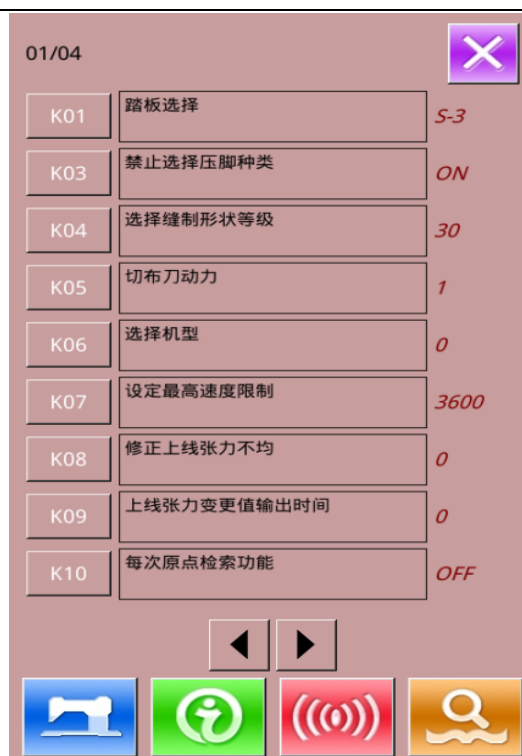 01/04
K01 踏板选择 S-3
K03 禁止选择压脚种类 ON
K04 选择缝制形状等级 30
K05 切布刀动力 1
K06 选择机型 0
K07 设定最高速度限制 3600
K08 修正上线张力不均 0
K09 上线张力变更值输出时间 0
K10 每次原点检索功能 OFF